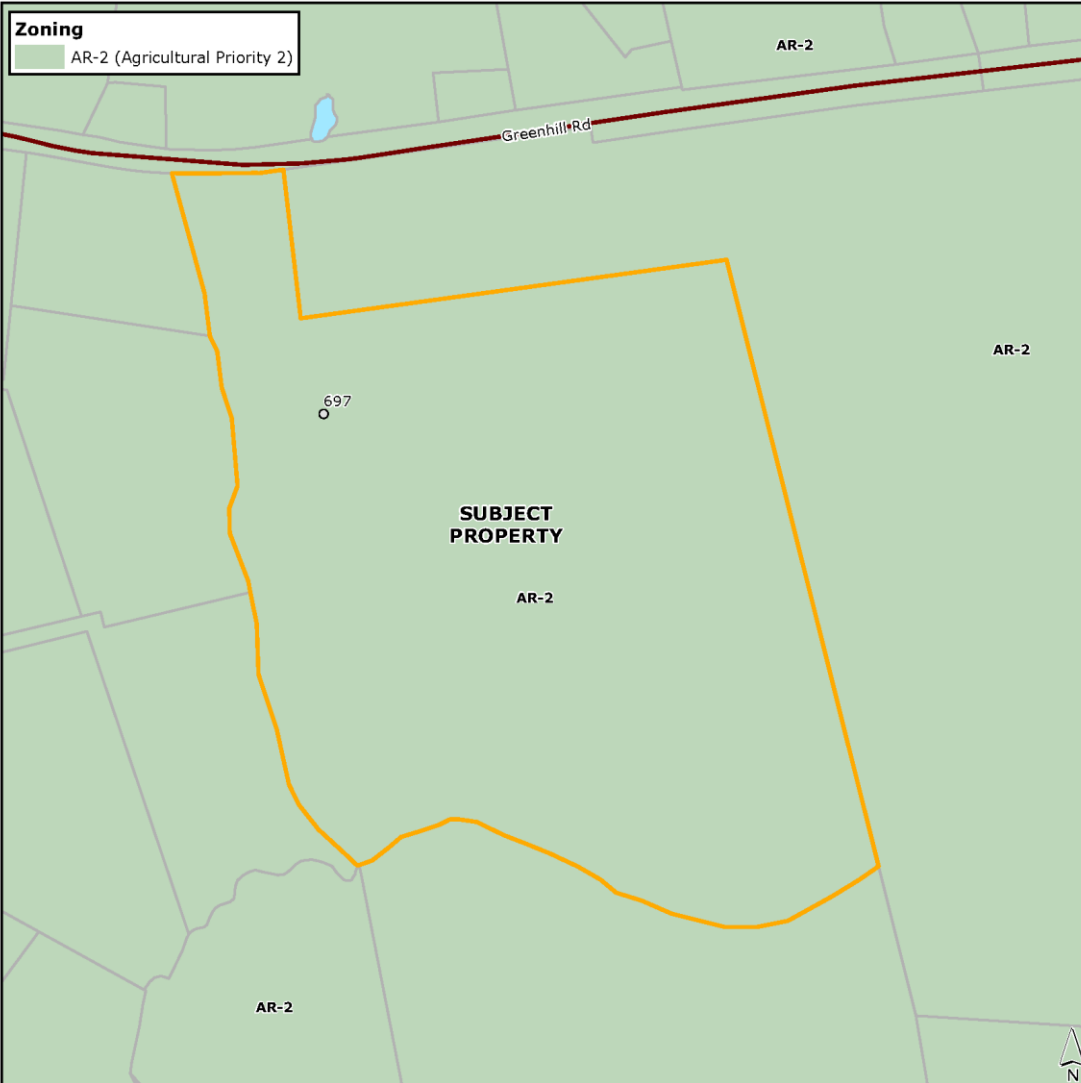 Zoning
AR-2 (Agricultural Priority 2)
AR-2
Greenhill Rd
AR-2
697
SUBJECT
PROPERTY
AR-2
AR-2
N